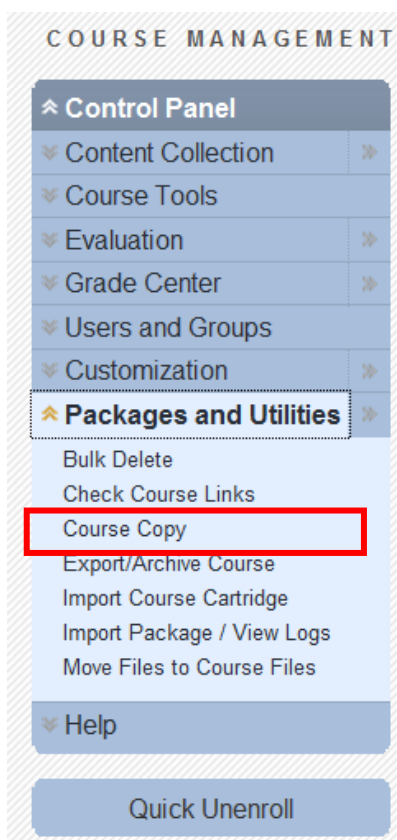 COURSE MANAGEMENT
Control Panel
Content Collection
Course Tools
Evaluation
Grade Center
Users and Groups
Customization
Packages and Utilities
Bulk Delete
Check Course Links
Course Copy
Export/Archive Course
Import Course Cartridge
Import Package / View Logs
Move Files to Course Files
Help
Quick Unenroll